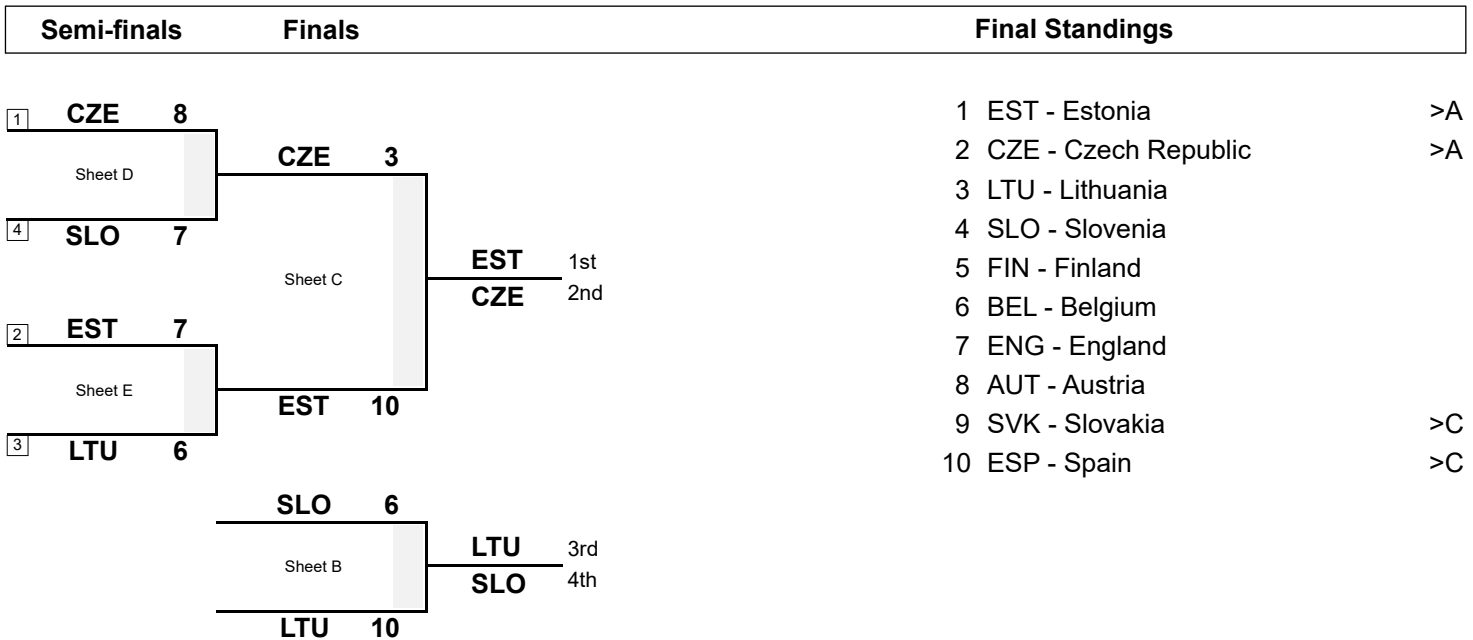 Semi-finals Finals Final Standings
1 CZE 8
Sheet D
4 SLO 7
CZE 3
Sheet C
EST 10
2 EST 7
Sheet E
3 LTU 6
EST 1st
CZE 2nd
SLO 6
Sheet B
LTU 10
LTU 3rd
SLO 4th
1 EST - Estonia >A
2 CZE - Czech Republic >A
3 LTU - Lithuania
4 SLO - Slovenia
5 FIN - Finland
6 BEL - Belgium
7 ENG - England
8 AUT - Austria
9 SVK - Slovakia >C
10 ESP - Spain >C